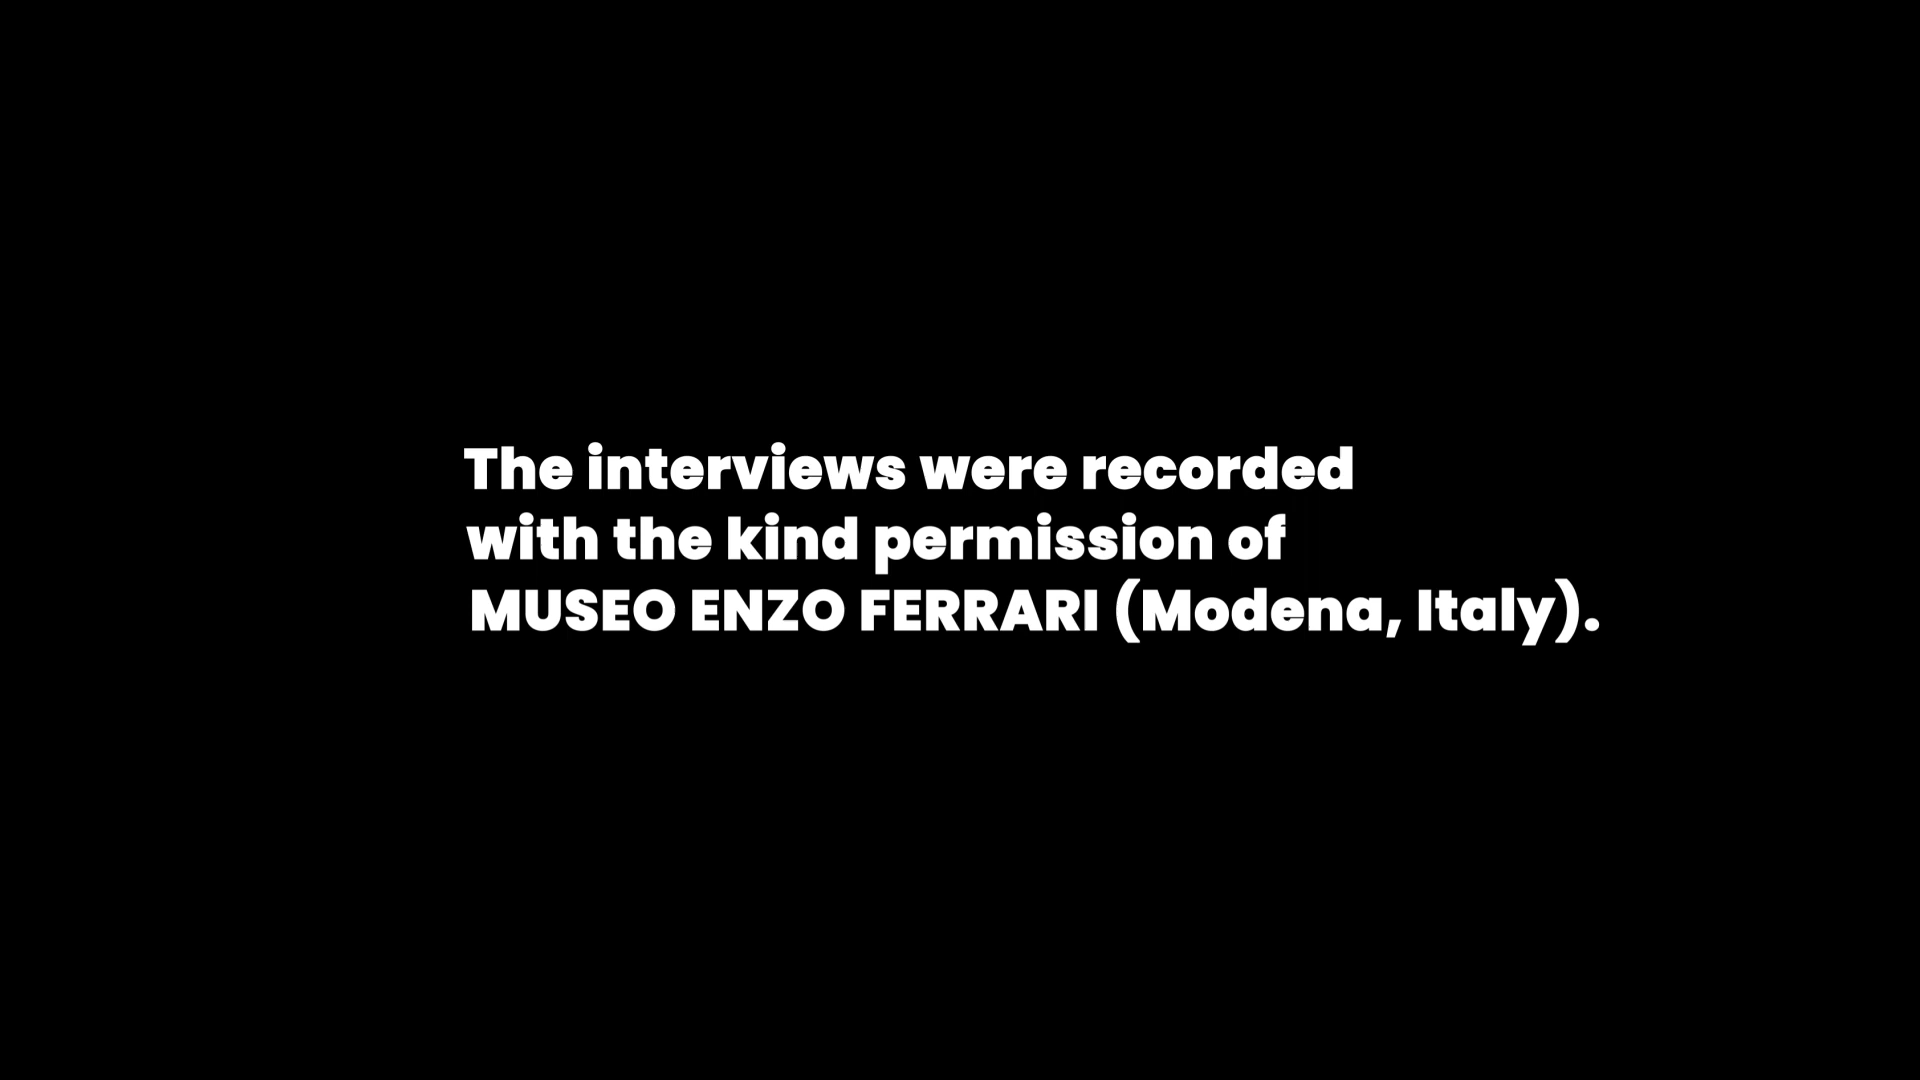 The interviews were recorded
with the kind permission of
MUSEO ENZO FERRARI (Modena, Italy).